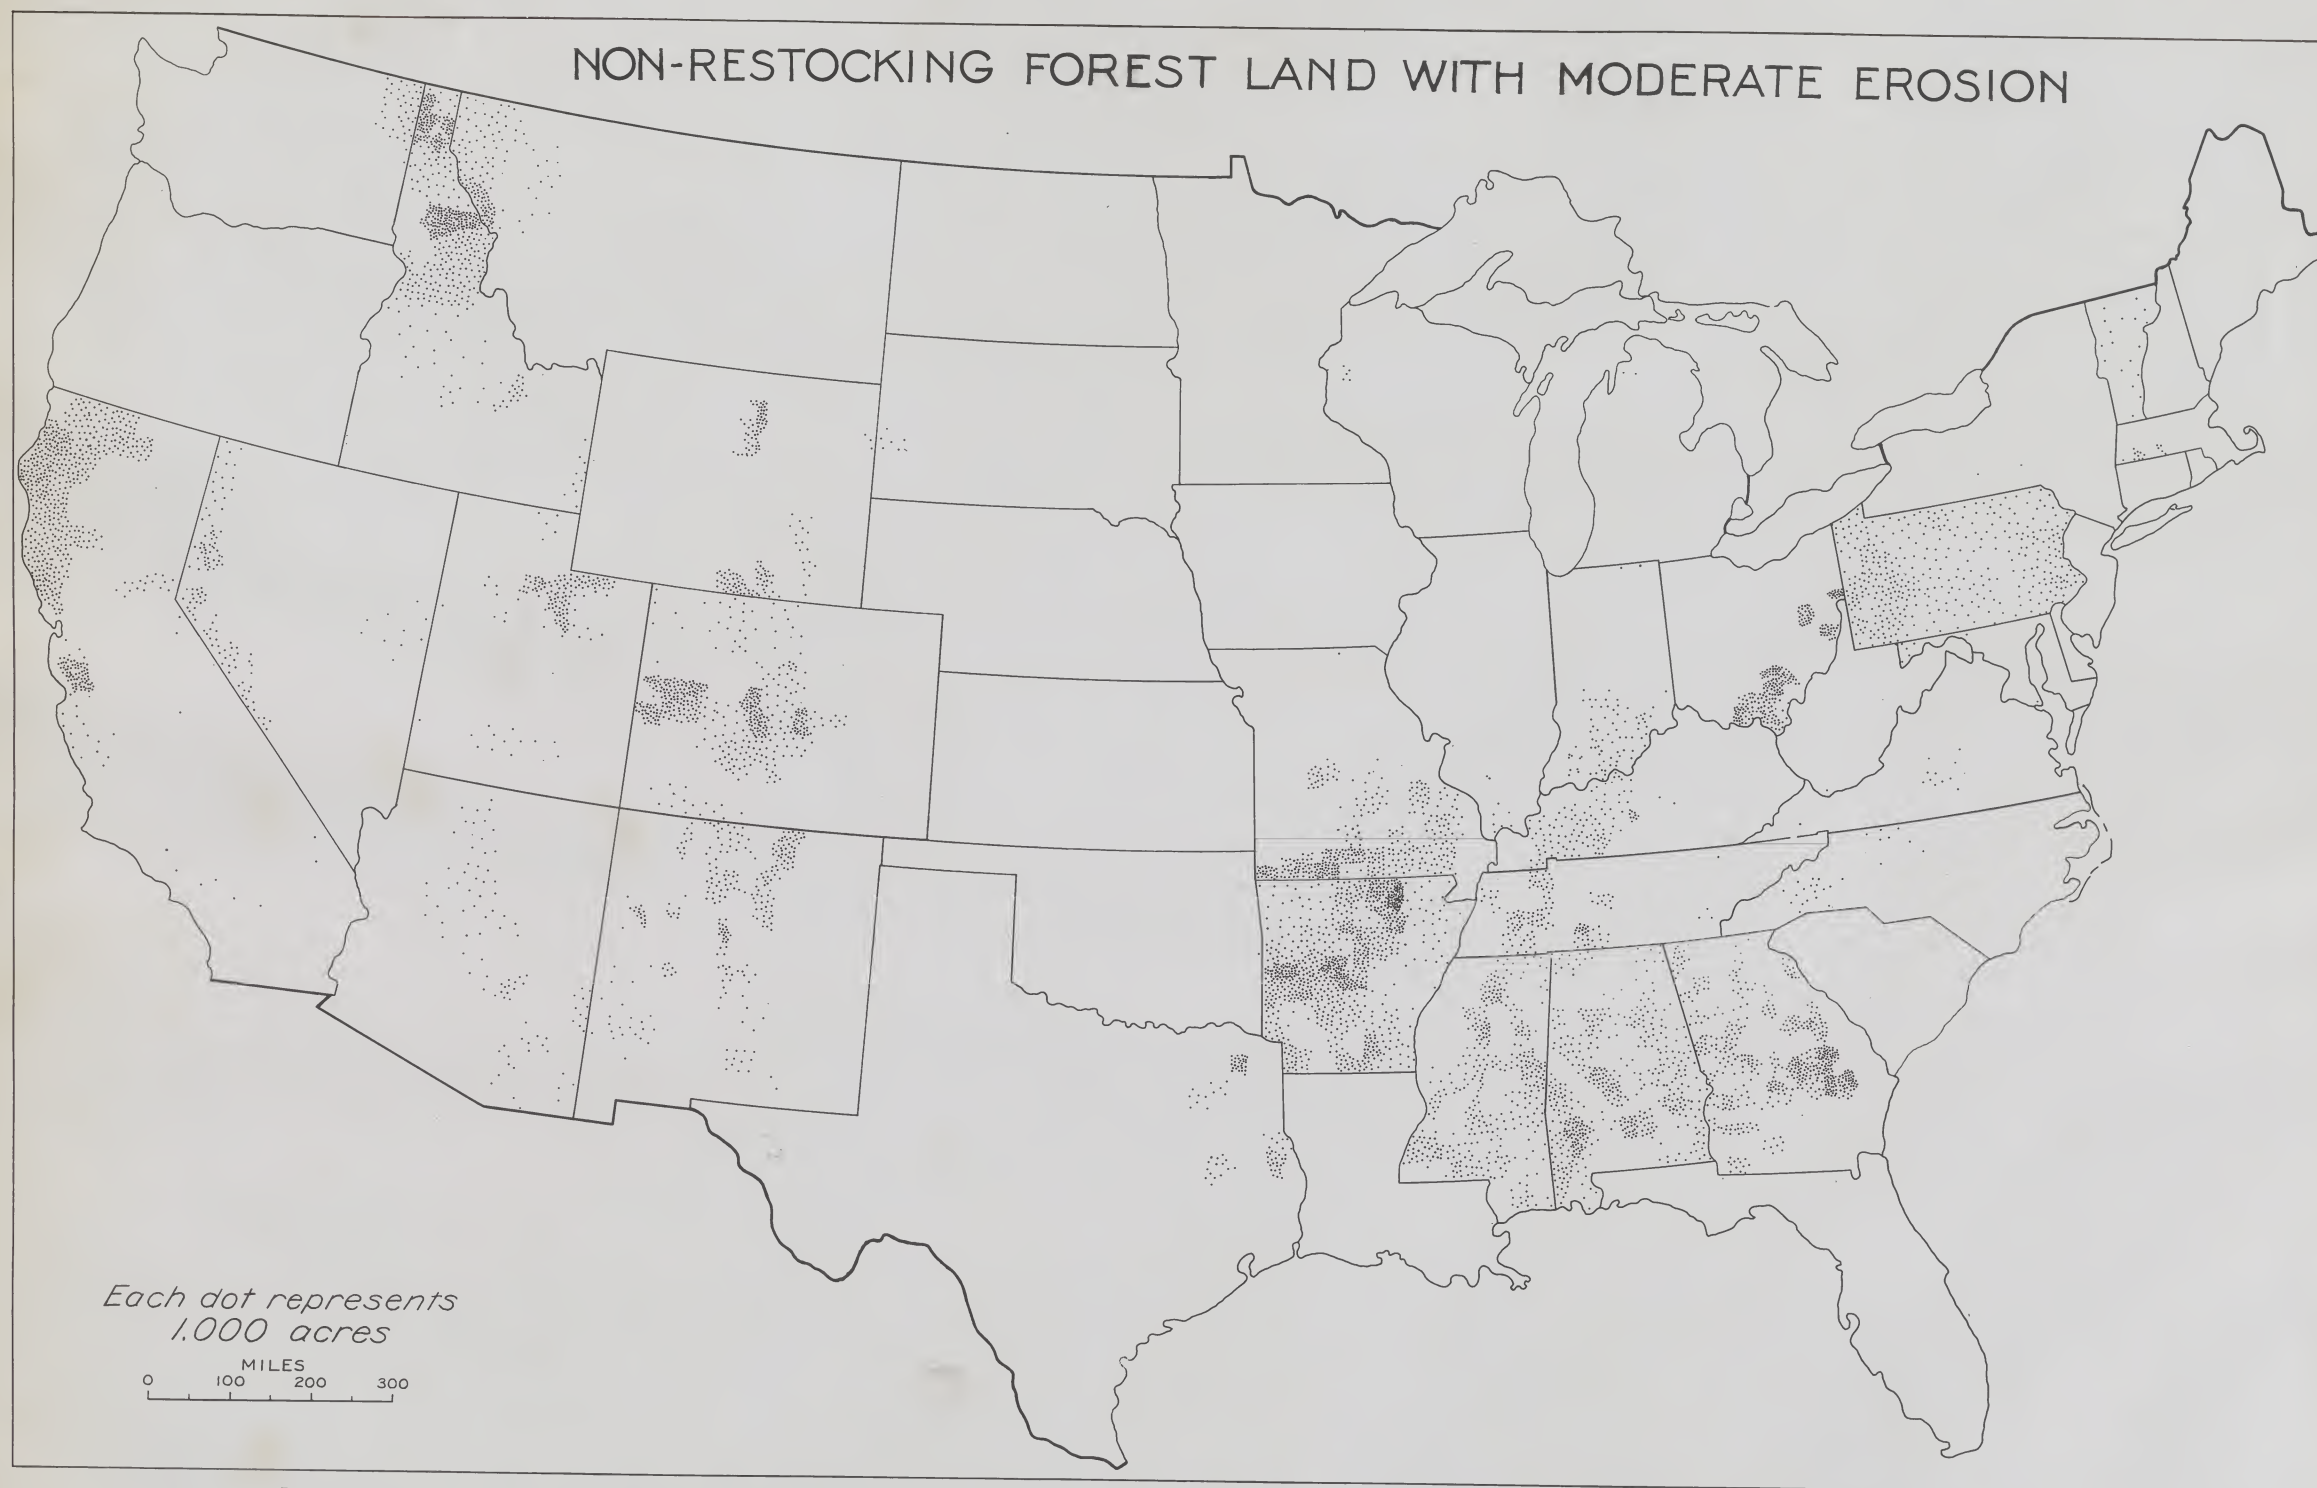 NON-RESTOCKING FOREST LAND WITH MODERATE EROSION
Each dot represents
1.000 acres
MILES
0 100 200 300